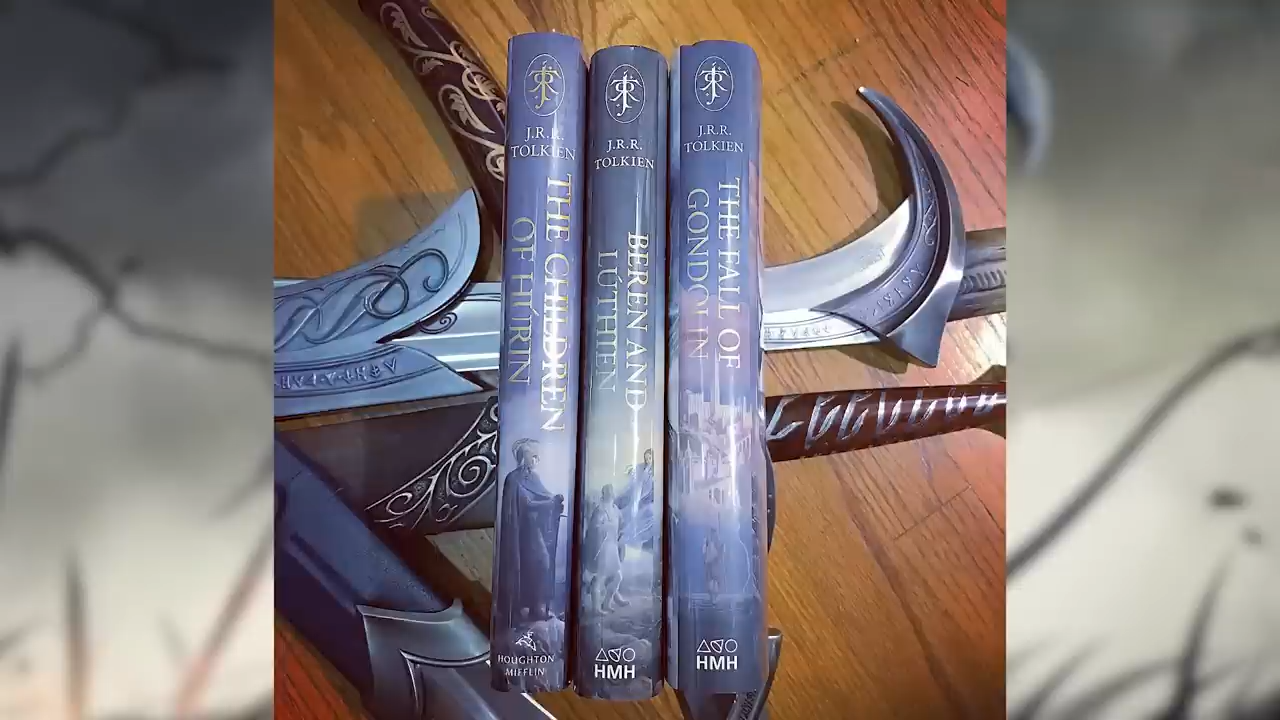 J.R.R.
TOLKIEN
THE CHILDREN
OF HÚRIN
HOUGHTON
MIFFLIN
J.R.R.
TOLKIEN
BEREN AND
LÚTHIEN
HMH
J.R.R.
TOLKIEN
THE FALL OF
GONDOLIN
HMH